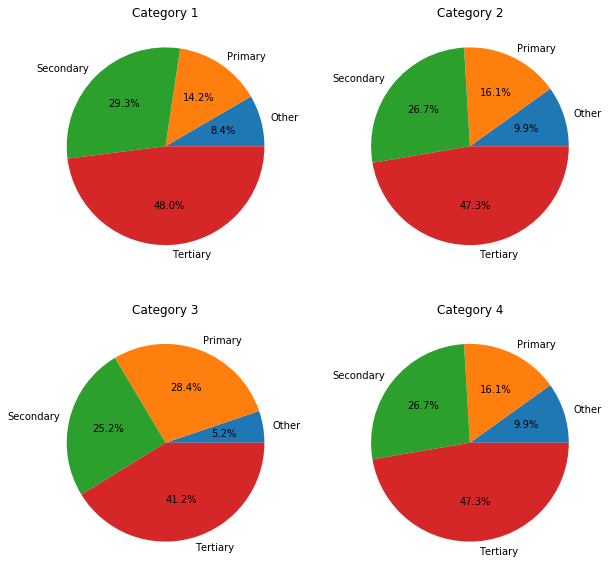 Category 1
Secondary
Primary
Other
Tertiary
29.3%
14.2%
8.4%
48.0%
Category 2
Secondary
Primary
Other
Tertiary
26.7%
16.1%
9.9%
47.3%
Category 3
Secondary
Primary
Other
Tertiary
25.2%
28.4%
5.2%
41.2%
Category 4
Secondary
Primary
Other
Tertiary
26.7%
16.1%
9.9%
47.3%